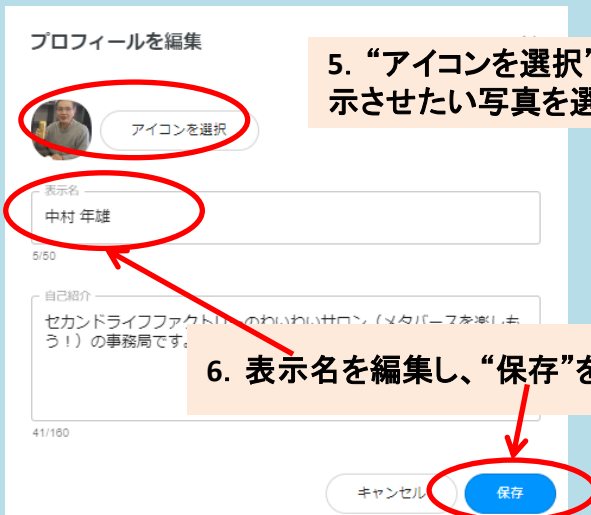 プロフィールを編集
5. “アイコンを選択”
示させたい写真を選
アイコンを選択
表示名
中村 年雄
5/50
自己紹介
セカンドライフファクトリーのわいわいサロン（メタバースを楽しも
う！）の事務局です。
6. 表示名を編集し、“保存”を
41/160
キャンセル
保存